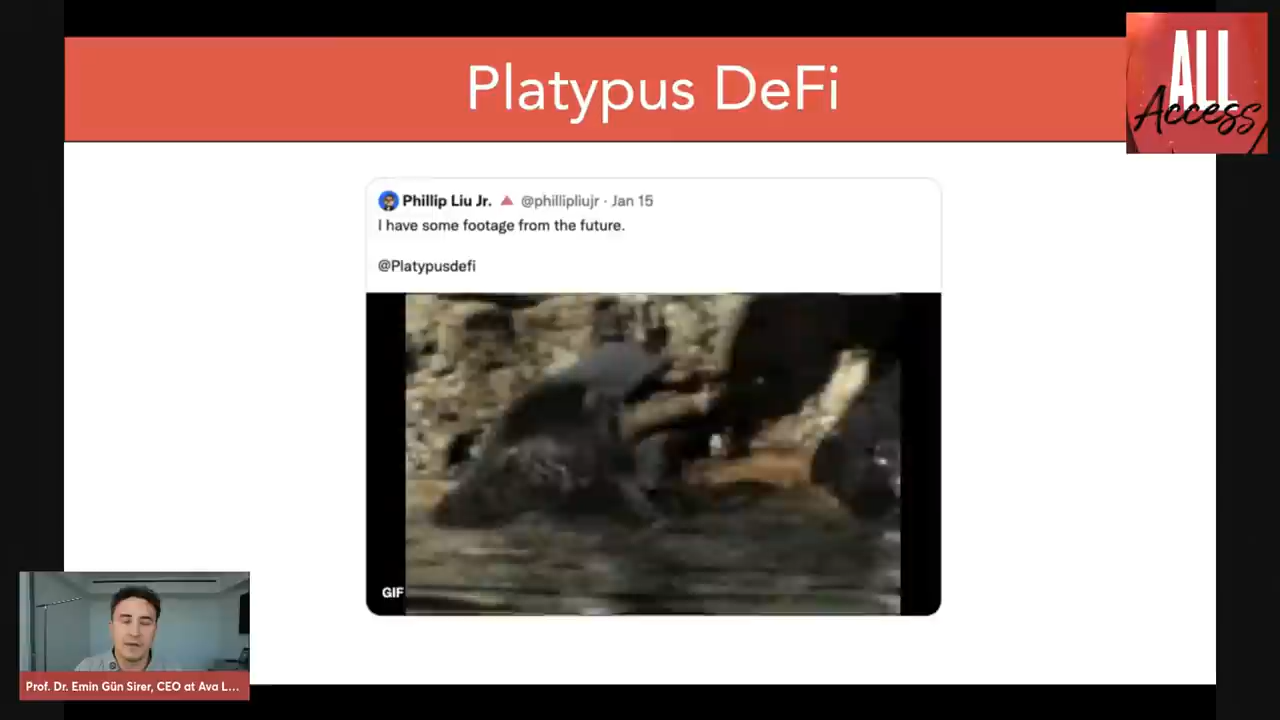 Platypus DeFi
ALL
Access
Phillip Liu Jr. @phillipliujr · Jan 15
I have some footage from the future.
@Platypusdefi
GIF
Prof. Dr. Emin Gün Sirer, CEO at Ava L...